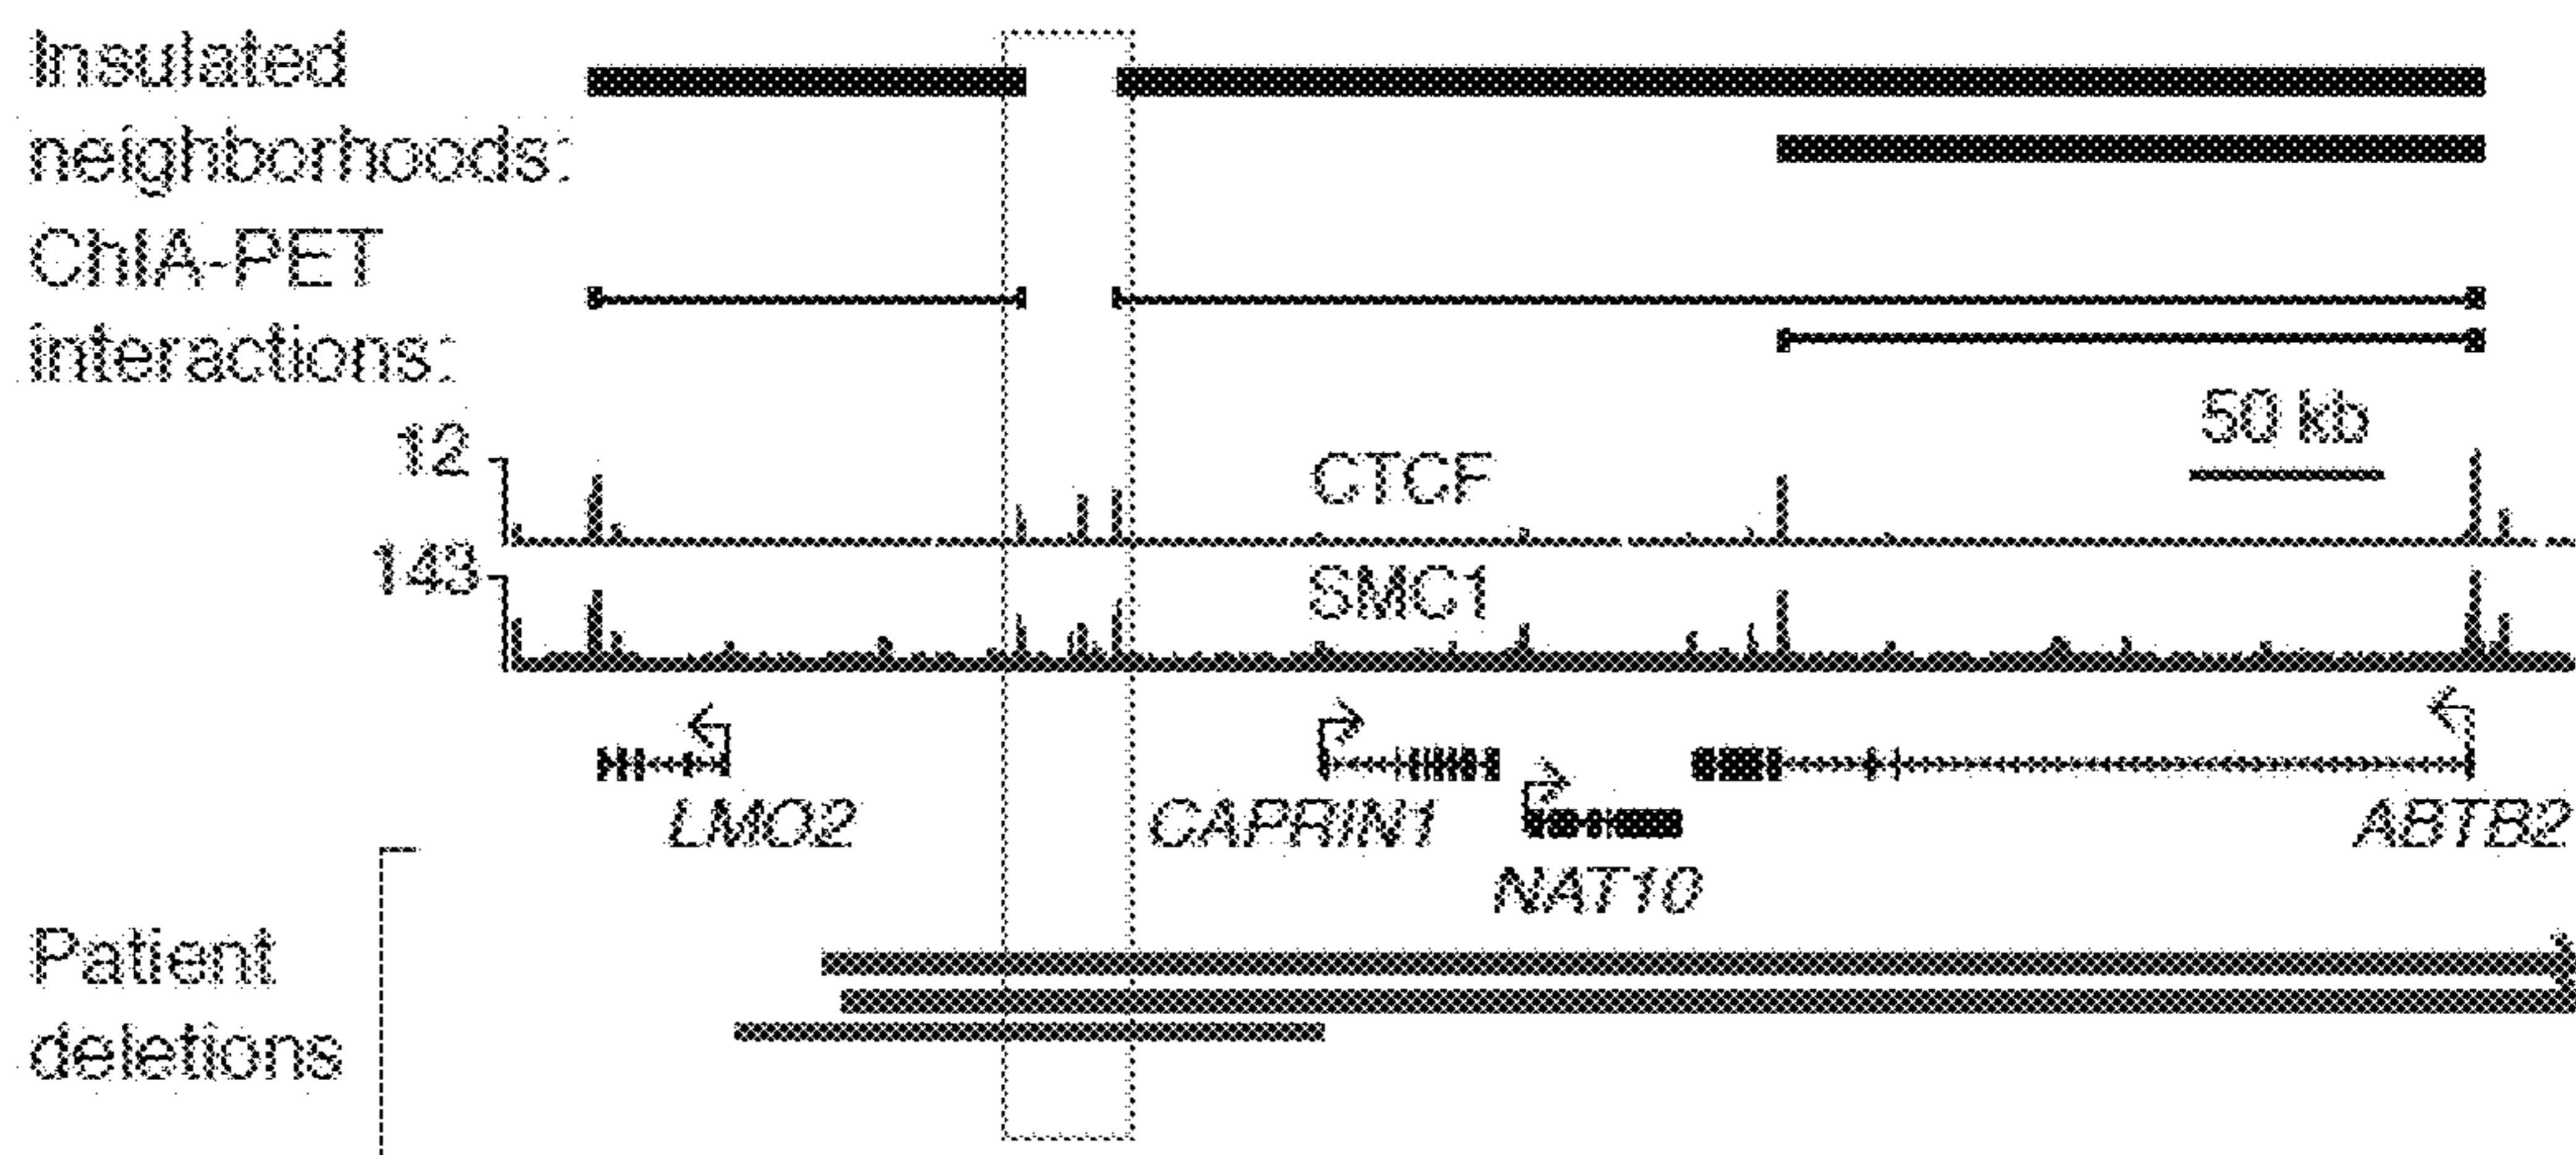 Insulated
neighborhoods:
ChIA-PET
interactions:
50 kb
12
CTCF
143
SMC1
LMO2
CAPRIN1
ABTB2
NAT10
Patient
deletions